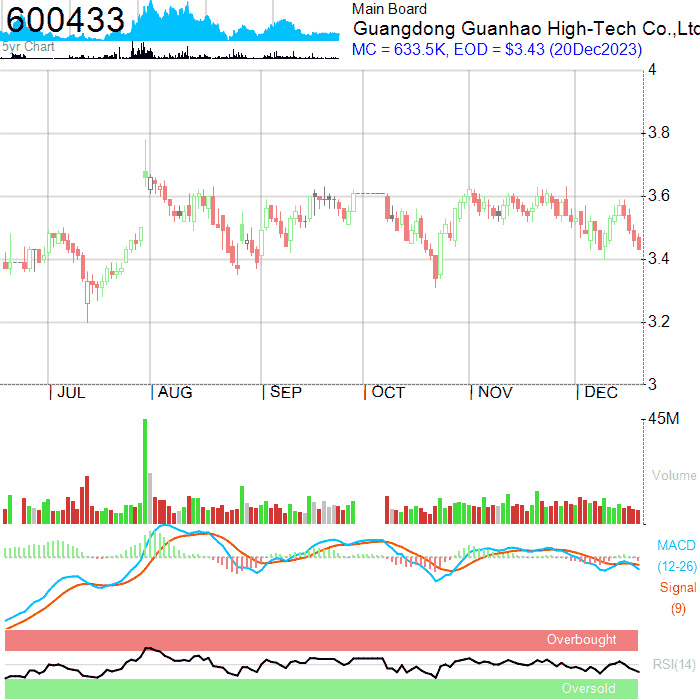 600433
5yr Chart
Main Board
Guangdong Guanhao High-Tech Co.,Ltd
MC = 633.5K, EOD = $3.43 (20Dec2023)
4
3.8
3.6
3.4
3.2
3
JUL AUG SEP OCT NOV DEC
45M
Volume
MACD
(12-26)
Signal
(9)
Overbought
RSI(14)
Oversold